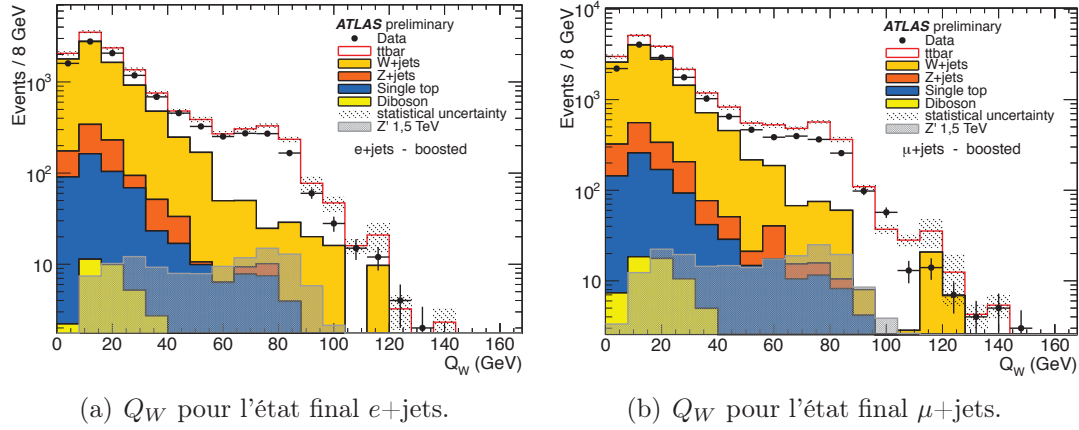 Events / 8 GeV
10³
10²
10
ATLAS preliminary
Data
ttbar
W+jets
Z+jets
Single top
Diboson
statistical uncertainty
Z' 1,5 TeV
e+jets - boosted
0 20 40 60 80 100 120 140 160
Q_W (GeV)
(a) Q_W pour l'état final e+jets.
Events / 8 GeV
10⁴
10³
10²
10
ATLAS preliminary
Data
ttbar
W+jets
Z+jets
Single top
Diboson
statistical uncertainty
Z' 1,5 TeV
μ+jets - boosted
0 20 40 60 80 100 120 140 160
Q_W (GeV)
(b) Q_W pour l'état final μ+jets.